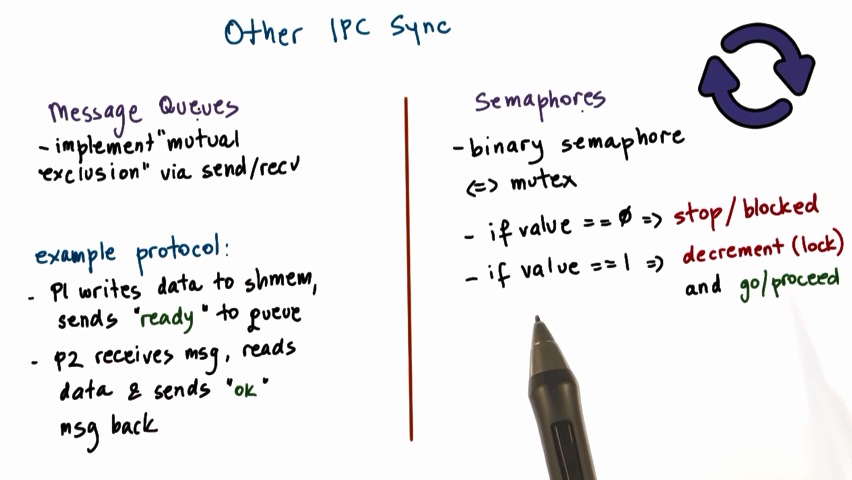 Other IPC Sync
Message Queues
- implement "mutual
exclusion" via send/recv
example protocol:
- P1 writes data to shmem,
sends "ready" to queue
- P2 receives msg, reads
data & sends "ok"
msg back
Semaphores
- binary semaphore
<=> mutex
- if value == 0 => stop/blocked
- if value == 1 => decrement (lock)
and go/proceed